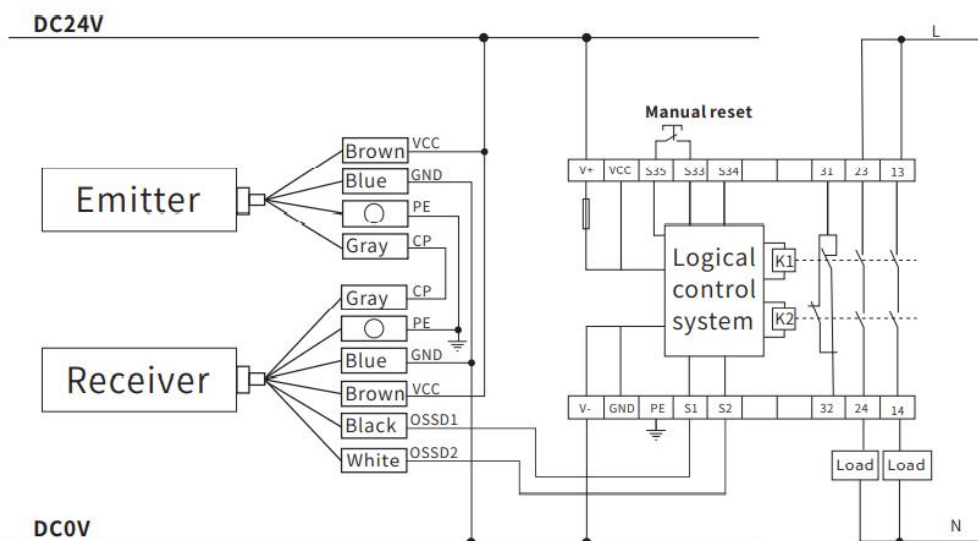 DC24V
L
Manual reset
Brown VCC
V+ VCC S35 S33 S34 31 23 13
Blue GND
Emitter
PE
Gray CP
Logical
control
system
K1
K2
Gray CP
PE
Receiver
Blue GND
Brown VCC
V- GND PE S1 S2 32 24 14
Black OSSD1
White OSSD2
Load Load
DC0V
N